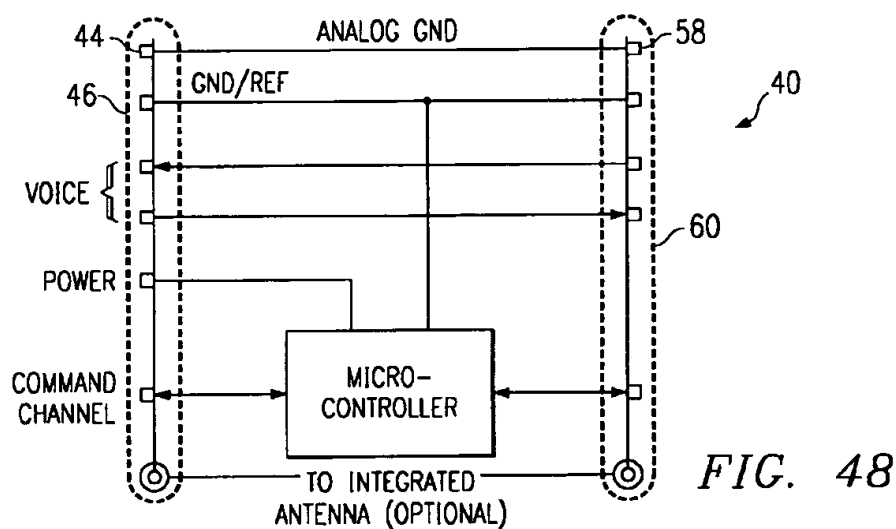 44
ANALOG GND
58
46
GND/REF
40
VOICE
60
POWER
COMMAND
CHANNEL
MICRO-
CONTROLLER
TO INTEGRATED
ANTENNA (OPTIONAL)
FIG. 48